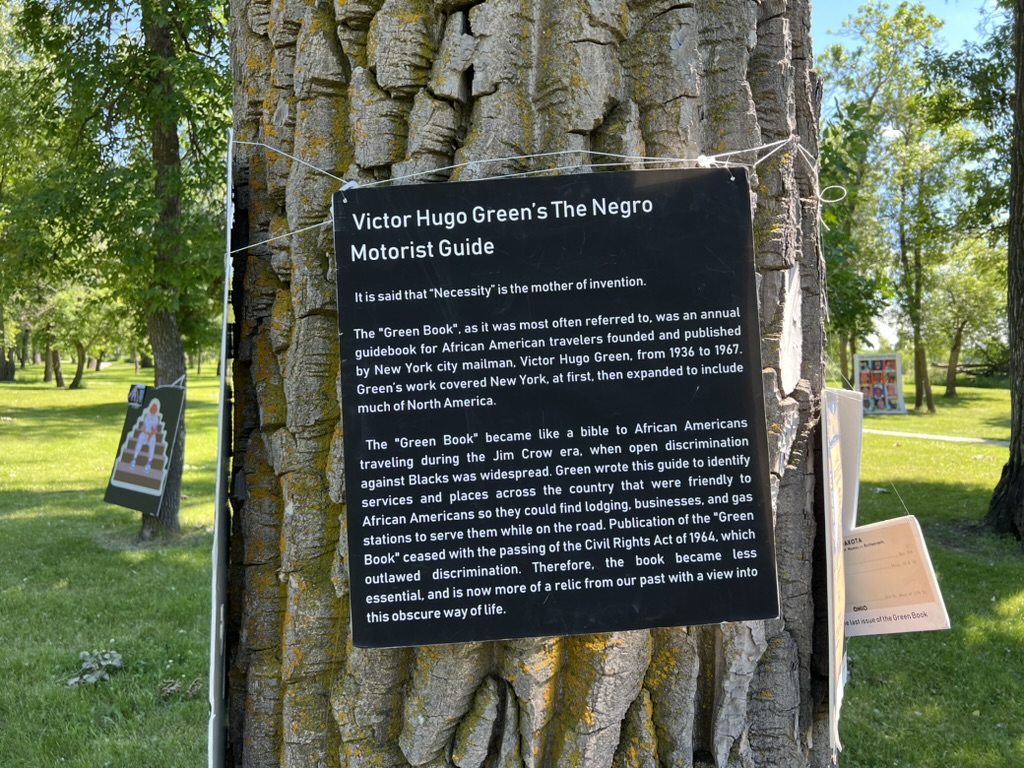 Victor Hugo Green's The Negro
Motorist Guide
It is said that "Necessity" is the mother of invention.
The "Green Book", as it was most often referred to, was an annual
guidebook for African American travelers founded and published
by New York city mailman, Victor Hugo Green, from 1936 to 1967.
Green's work covered New York, at first, then expanded to include
much of North America.
The "Green Book" became like a bible to African Americans
traveling during the Jim Crow era, when open discrimination
against Blacks was widespread. Green wrote this guide to identify
services and places across the country that were friendly to
African Americans so they could find lodging, businesses, and gas
stations to serve them while on the road. Publication of the "Green
Book" ceased with the passing of the Civil Rights Act of 1964, which
outlawed discrimination. Therefore, the book became less
essential, and is now more of a relic from our past with a view into
this obscure way of life.
OHIO
last issue of the Green Book